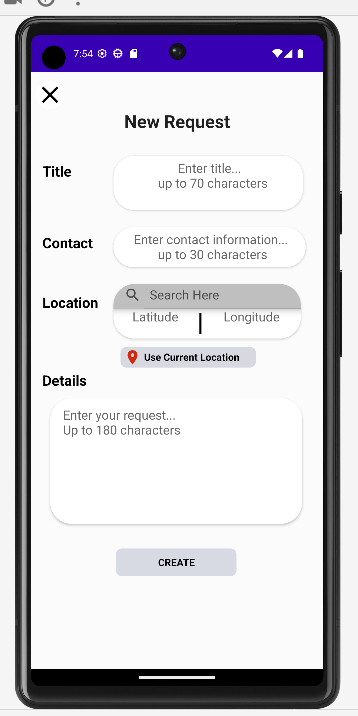 7:54
New Request
Title
Enter title...
up to 70 characters
Contact
Enter contact information...
up to 30 characters
Location
Search Here
Latitude
Longitude
Use Current Location
Details
Enter your request...
Up to 180 characters
CREATE